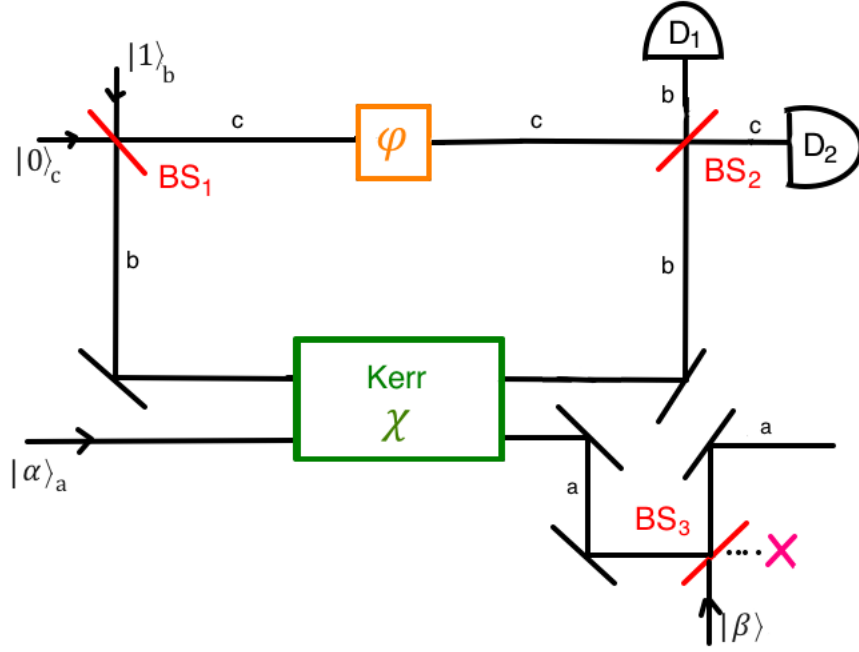 D₁
|1⟩b
b
c
φ
c
c
D₂
|0⟩c
BS₁
BS₂
b
b
Kerr
χ
a
|α⟩a
a
BS₃
|β⟩